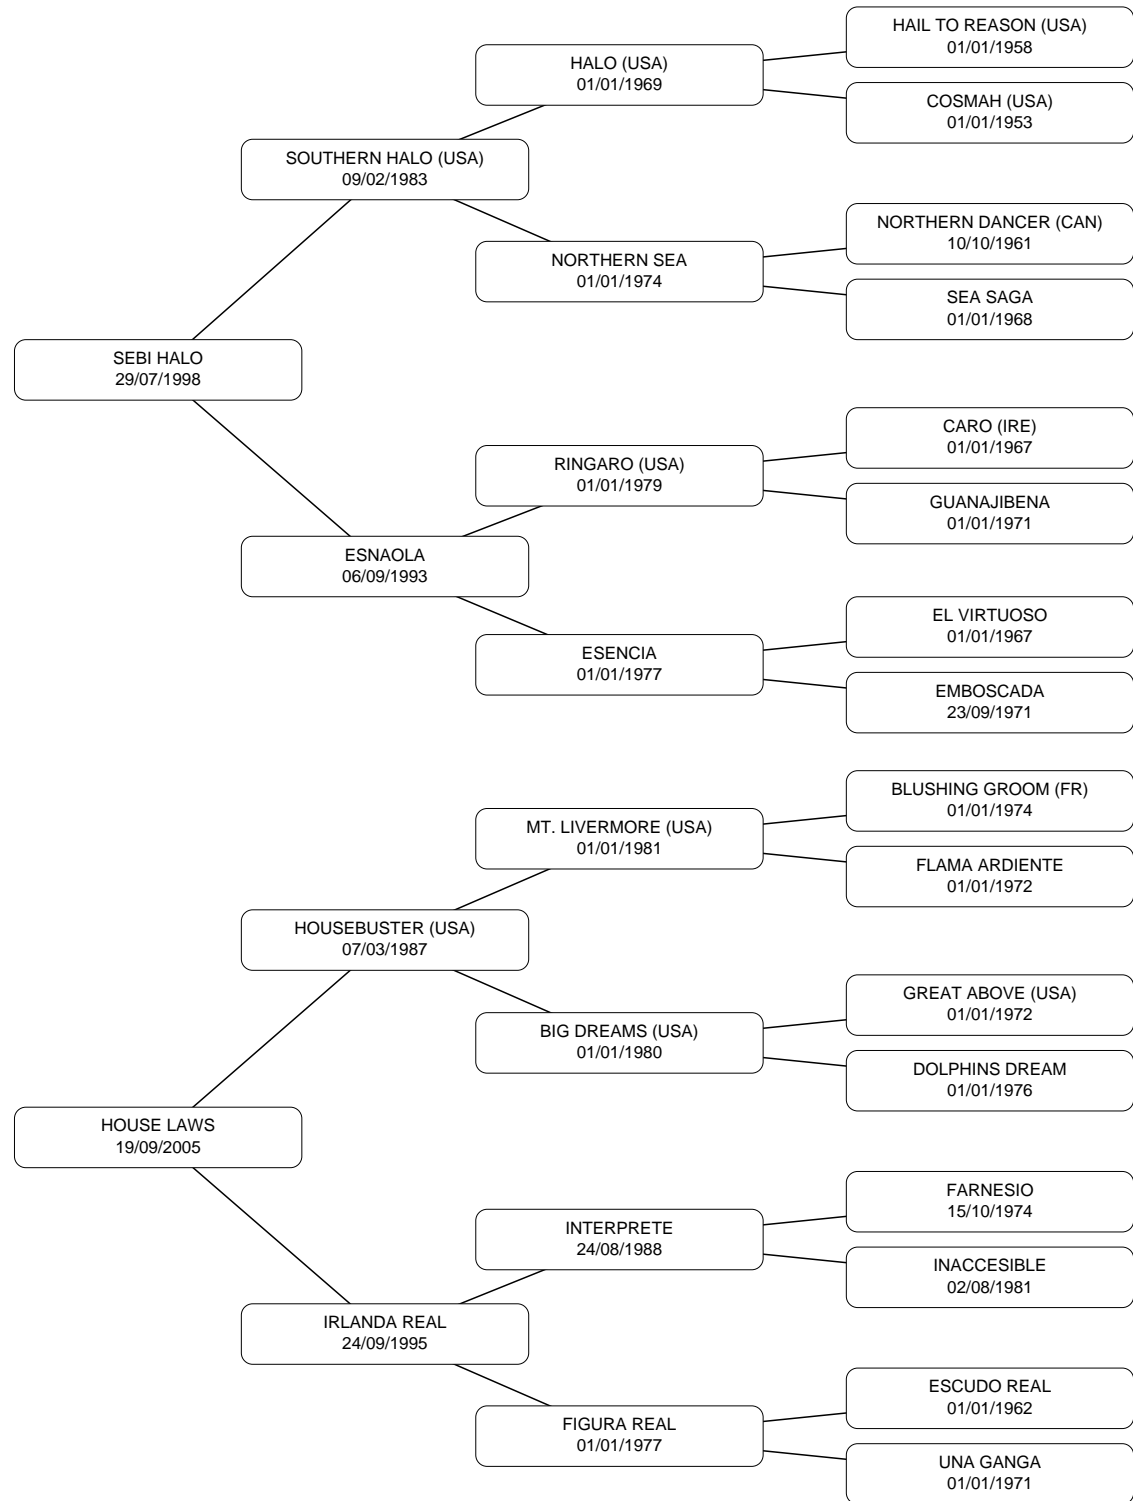 HAIL TO REASON (USA)
01/01/1958
HALO (USA)
01/01/1969
COSMAH (USA)
01/01/1953
SOUTHERN HALO (USA)
09/02/1983
NORTHERN DANCER (CAN)
10/10/1961
NORTHERN SEA
01/01/1974
SEA SAGA
01/01/1968
SEBI HALO
29/07/1998
CARO (IRE)
01/01/1967
RINGARO (USA)
01/01/1979
GUANAJIBENA
01/01/1971
ESNAOLA
06/09/1993
EL VIRTUOSO
01/01/1967
ESENCIA
01/01/1977
EMBOSCADA
23/09/1971
BLUSHING GROOM (FR)
01/01/1974
MT. LIVERMORE (USA)
01/01/1981
FLAMA ARDIENTE
01/01/1972
HOUSEBUSTER (USA)
07/03/1987
GREAT ABOVE (USA)
01/01/1972
BIG DREAMS (USA)
01/01/1980
DOLPHINS DREAM
01/01/1976
HOUSE LAWS
19/09/2005
FARNESIO
15/10/1974
INTERPRETE
24/08/1988
INACCESIBLE
02/08/1981
IRLANDA REAL
24/09/1995
ESCUDO REAL
01/01/1962
FIGURA REAL
01/01/1977
UNA GANGA
01/01/1971